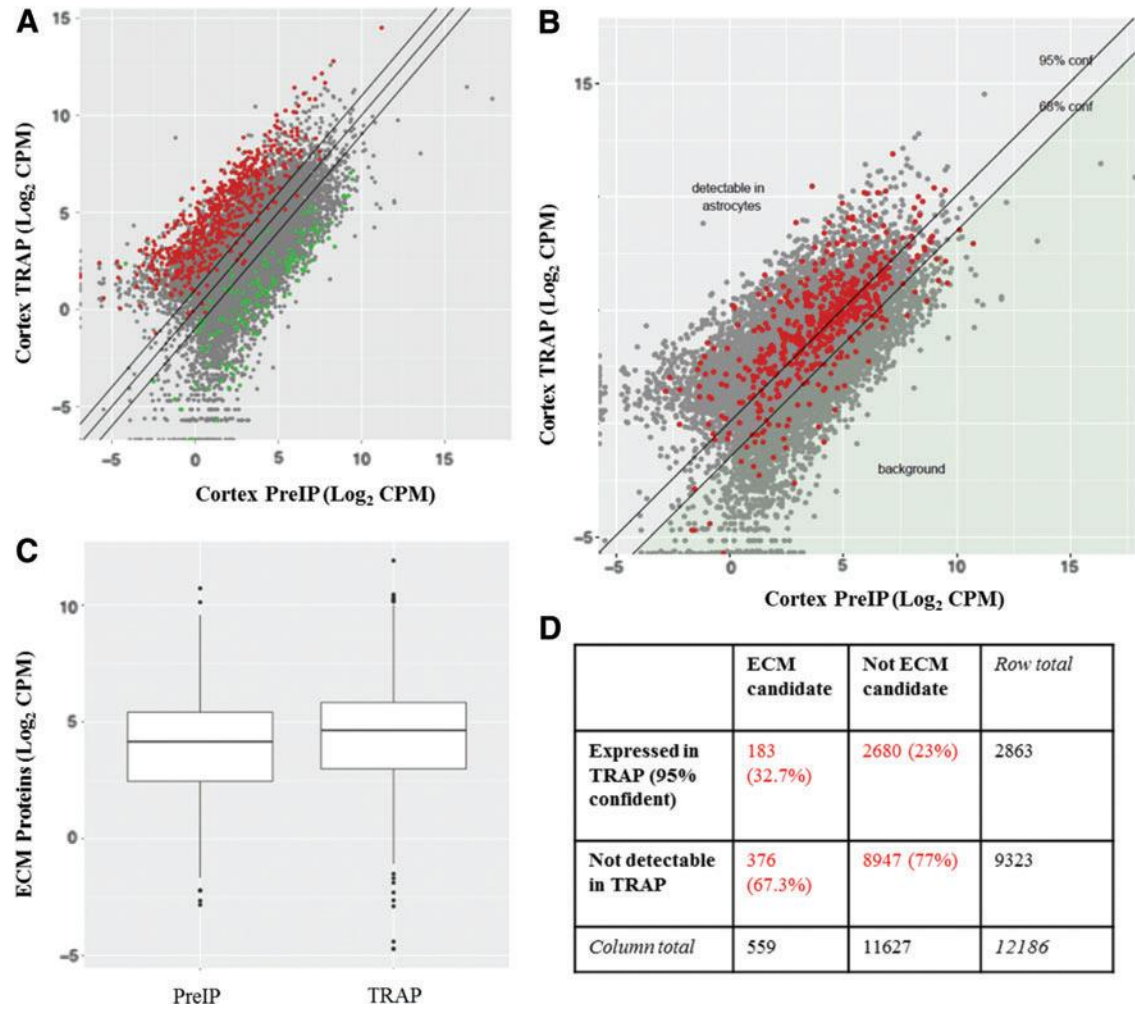 A
15
10
5
0
−5
Cortex TRAP (Log2 CPM)
−5
0
5
10
15
Cortex PreIP (Log2 CPM)
B
15
10
5
0
−5
Cortex TRAP (Log2 CPM)
95% conf
68% conf
detectable in
astrocytes
background
−5
0
5
10
15
Cortex PreIP (Log2 CPM)
C
10
5
0
−5
ECM Proteins (Log2 CPM)
PreIP
TRAP
D
ECM candidate
Not ECM candidate
Row total
Expressed in TRAP (95% confident)
183 (32.7%)
2680 (23%)
2863
Not detectable in TRAP
376 (67.3%)
8947 (77%)
9323
Column total
559
11627
12186